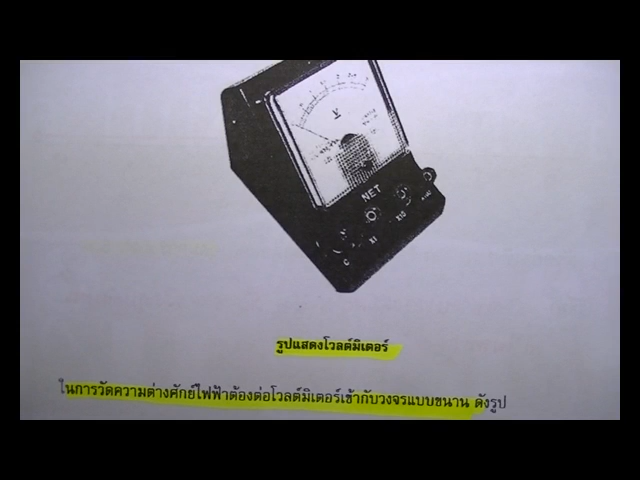 V
NET
C
X1
X10
รูปแสดงโวลต์มิเตอร์
ในการวัดความต่างศักย์ไฟฟ้าต้องต่อโวลต์มิเตอร์เข้ากับวงจรแบบขนาน ดังรูป